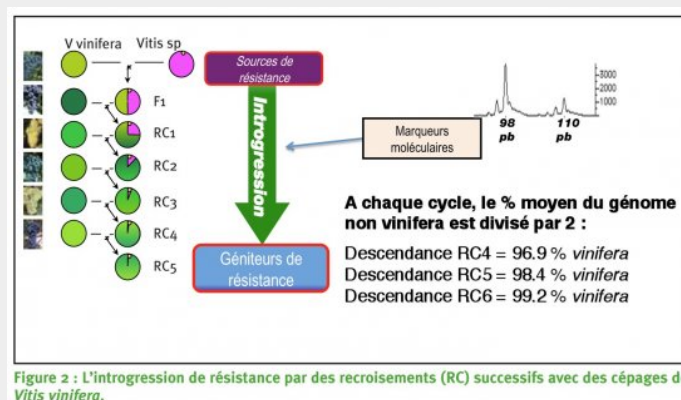 V vinifera Vitis sp
Sources de
résistance
F1
RC1
RC2
RC3
RC4
RC5
Introgression
Marqueurs
moléculaires
3000
2000
1000
98
pb
110
pb
Géniteurs de
résistance
A chaque cycle, le % moyen du génome
non vinifera est divisé par 2 :
Descendance RC4 = 96.9 % vinifera
Descendance RC5 = 98.4 % vinifera
Descendance RC6 = 99.2 % vinifera
Figure 2 : L'introgression de résistance par des recroisements (RC) successifs avec des cépages d
Vitis vinifera.